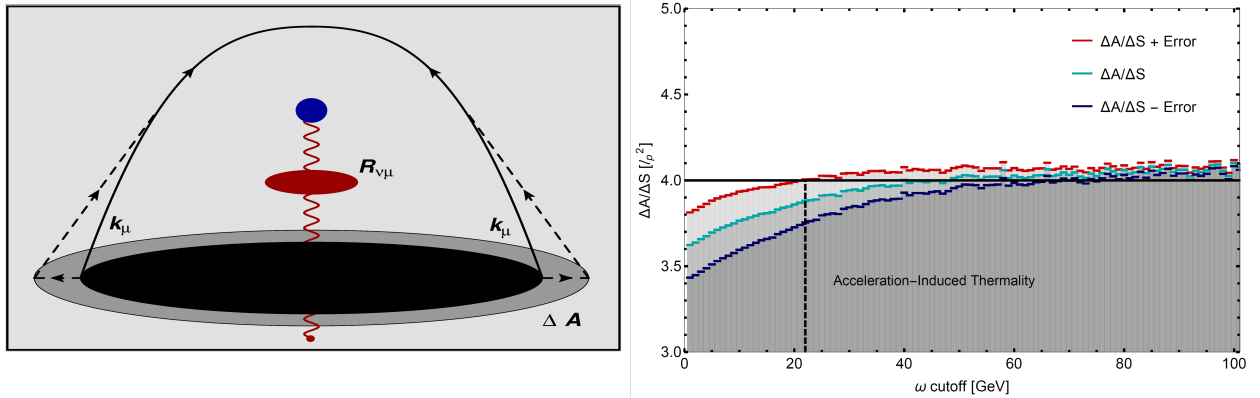 R_νμ
k_μ
k_μ
Δ A
5.0
4.5
4.0
3.5
3.0
ΔA/ΔS [l_P^2]
ΔA/ΔS + Error
ΔA/ΔS
ΔA/ΔS − Error
Acceleration−Induced Thermality
0 20 40 60 80 100
ω cutoff [GeV]